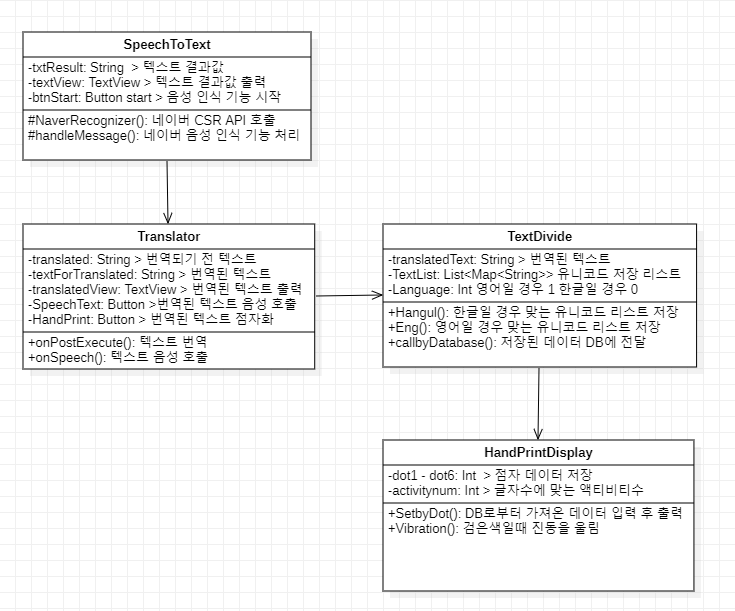 SpeechToText
-txtResult: String  > 텍스트 결과값
-textView: TextView > 텍스트 결과값 출력
-btnStart: Button start > 음성 인식 기능 시작
#NaverRecognizer(): 네이버 CSR API 호출
#handleMessage(): 네이버 음성 인식 기능 처리
Translator
-translated: String > 번역되기 전 텍스트
-textForTranslated: String > 번역된 텍스트
-translatedView: TextView > 번역된 텍스트 출력
-SpeechText: Button >번역된 텍스트 음성 호출
-HandPrint: Button > 번역된 텍스트 점자화
+onPostExecute(): 텍스트 번역
+onSpeech(): 텍스트 음성 호출
TextDivide
-translatedText: String > 번역된 텍스트
-TextList: List<Map<String>> 유니코드 저장 리스트
-Language: Int 영어일 경우 1 한글일 경우 0
+Hangul(): 한글일 경우 맞는 유니코드 리스트 저장
+Eng(): 영어일 경우 맞는 유니코드 리스트 저장
+callbyDatabase(): 저장된 데이터 DB에 전달
HandPrintDisplay
-dot1 - dot6: Int  > 점자 데이터 저장
-activitynum: Int > 글자수에 맞는 액티비티수
+SetbyDot(): DB로부터 가져온 데이터 입력 후 출력
+Vibration(): 검은색일때 진동을 울림